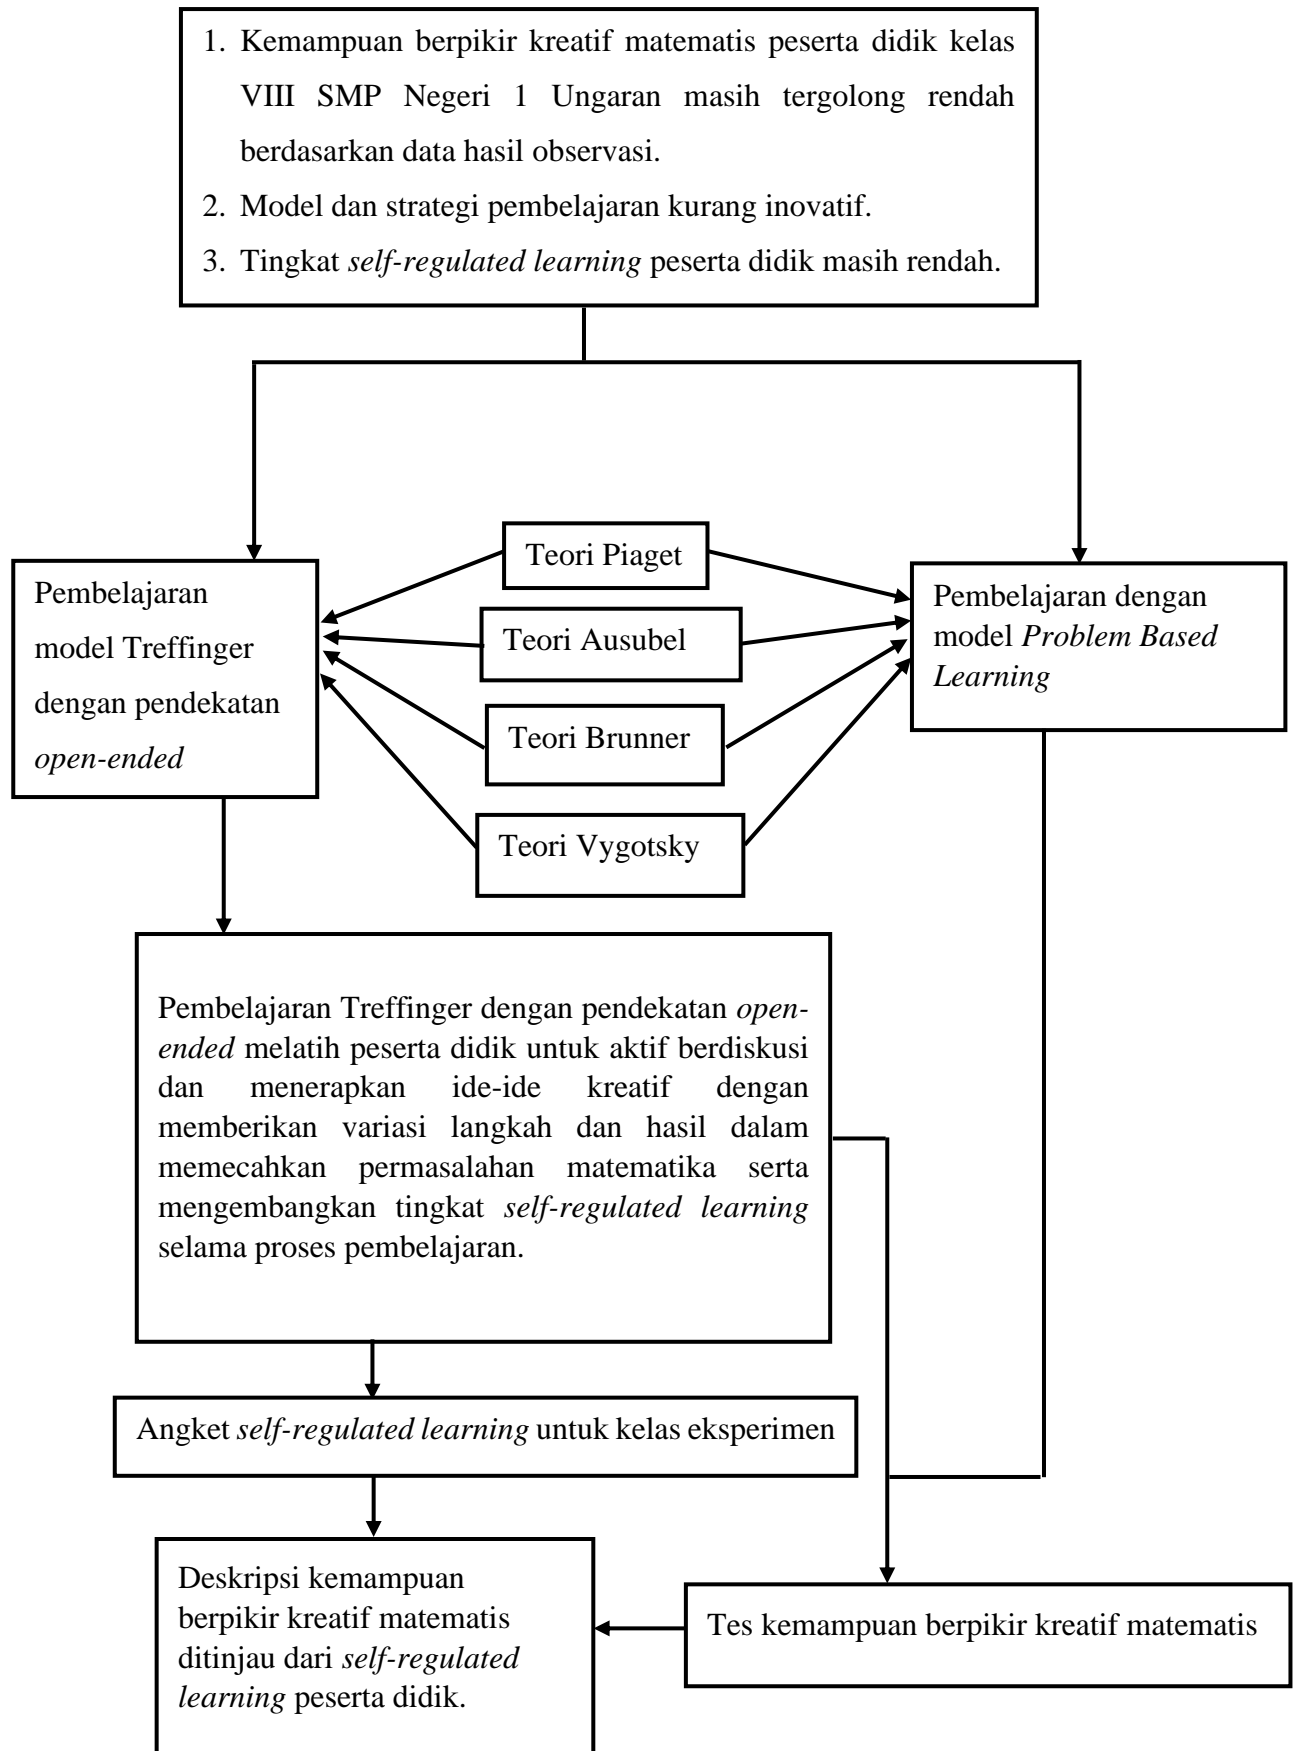 1. Kemampuan berpikir kreatif matematis peserta didik kelas
VIII SMP Negeri 1 Ungaran masih tergolong rendah
berdasarkan data hasil observasi.
2. Model dan strategi pembelajaran kurang inovatif.
3. Tingkat self-regulated learning peserta didik masih rendah.
Pembelajaran
model Treffinger
dengan pendekatan
open-ended
Teori Piaget
Teori Ausubel
Teori Brunner
Teori Vygotsky
Pembelajaran dengan
model Problem Based
Learning
Pembelajaran Treffinger dengan pendekatan open-
ended melatih peserta didik untuk aktif berdiskusi
dan menerapkan ide-ide kreatif dengan
memberikan variasi langkah dan hasil dalam
memecahkan permasalahan matematika serta
mengembangkan tingkat self-regulated learning
selama proses pembelajaran.
Angket self-regulated learning untuk kelas eksperimen
Deskripsi kemampuan
berpikir kreatif matematis
ditinjau dari self-regulated
learning peserta didik.
Tes kemampuan berpikir kreatif matematis